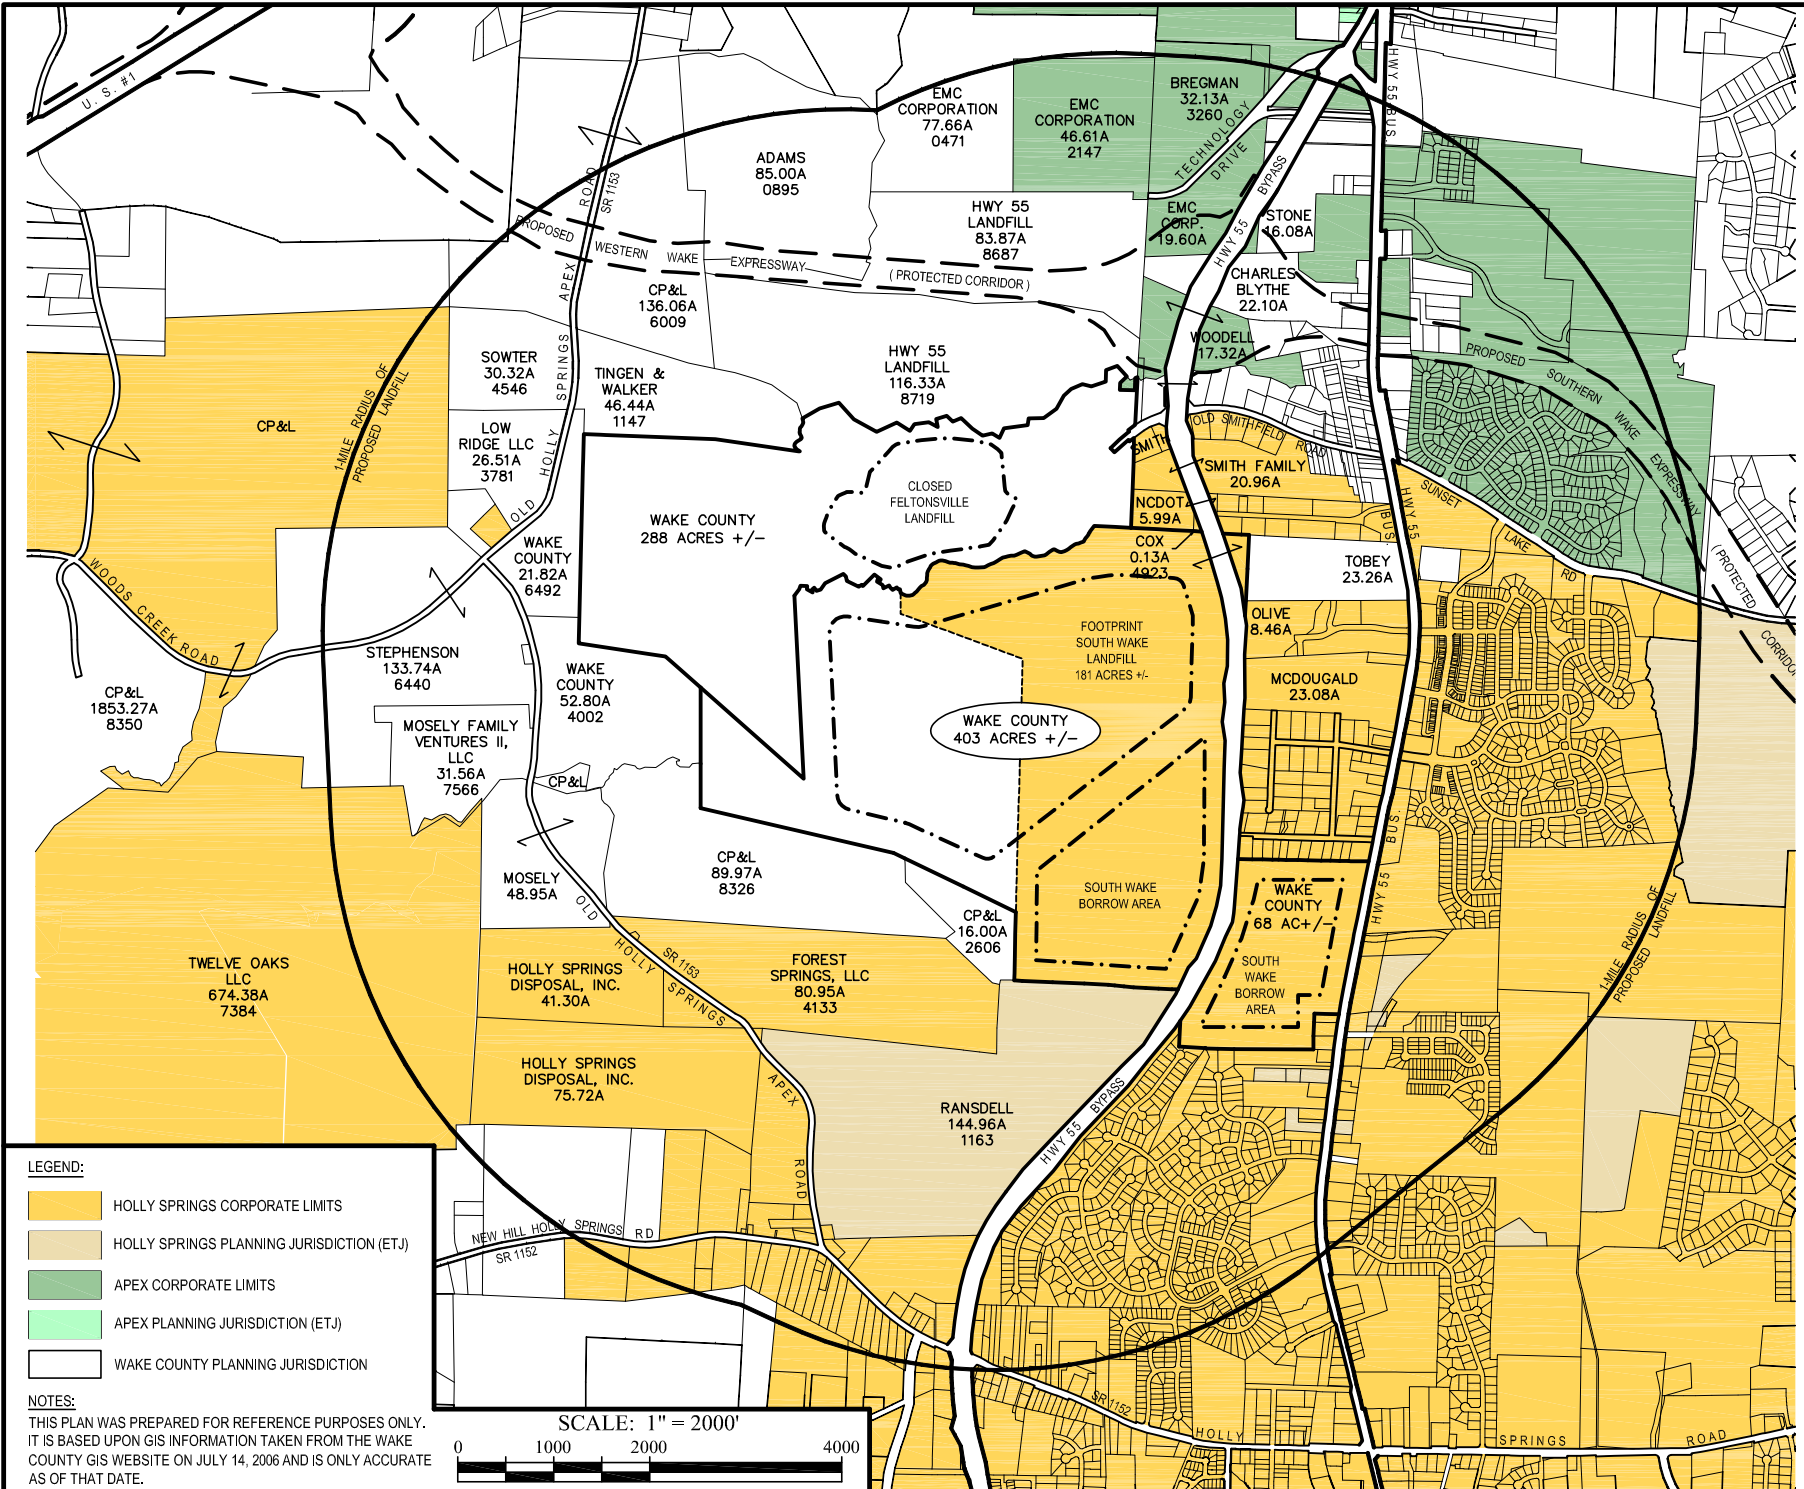 U. S. #1
EMC
CORPORATION
77.66A
0471
EMC
CORPORATION
46.61A
2147
BREGMAN
32.13A
3260
HWY 55 BUS.
TECHNOLOGY
DRIVE
ADAMS
85.00A
0895
ROAD
SR 1153
HWY 55
LANDFILL
83.87A
8687
EMC
CORP.
19.60A
STONE
16.08A
HWY 55 BYPASS
PROPOSED WESTERN WAKE EXPRESSWAY (PROTECTED CORRIDOR)
CP&L
136.06A
6009
CHARLES
BLYTHE
22.10A
WOODELL
17.32A
HWY 55
LANDFILL
116.33A
8719
SOWTER
30.32A
4546
TINGEN &
WALKER
46.44A
1147
OLD HOLLY SPRINGS APEX
PROPOSED SOUTHERN WAKE EXPRESSWAY
(PROTECTED CORRIDOR
1-MILE RADIUS OF
PROPOSED LANDFILL
CP&L
LOW
RIDGE LLC
26.51A
3781
SMITH
OLD SMITHFIELD ROAD
SMITH FAMILY
20.96A
SUNSET LAKE RD
HWY 55 BUS.
CLOSED
FELTONSVILLE
LANDFILL
WAKE COUNTY
288 ACRES +/-
NCDOT
5.99A
COX
0.13A
4923
TOBEY
23.26A
WAKE
COUNTY
21.82A
6492
WOODS CREEK ROAD
OLIVE
8.46A
FOOTPRINT
SOUTH WAKE
LANDFILL
181 ACRES +/-
STEPHENSON
133.74A
6440
WAKE
COUNTY
52.80A
4002
MCDOUGALD
23.08A
CP&L
1853.27A
8350
MOSELY FAMILY
VENTURES II,
LLC
31.56A
7566
WAKE COUNTY
403 ACRES +/-
CP&L
HWY 55 BUS.
CP&L
89.97A
8326
MOSELY
48.95A
SOUTH WAKE
BORROW AREA
WAKE
COUNTY
68 AC+/-
CP&L
16.00A
2606
SOUTH
WAKE
BORROW
AREA
1-MILE RADIUS OF
PROPOSED LANDFILL
OLD HOLLY SPRINGS APEX ROAD
SR 1153
TWELVE OAKS
LLC
674.38A
7384
HOLLY SPRINGS
DISPOSAL, INC.
41.30A
FOREST
SPRINGS, LLC
80.95A
4133
HOLLY SPRINGS
DISPOSAL, INC.
75.72A
RANSDELL
144.96A
1163
HWY 55 BYPASS
NEW HILL HOLLY SPRINGS RD
SR 1152
SR 1152
HOLLY SPRINGS ROAD
LEGEND:
HOLLY SPRINGS CORPORATE LIMITS
HOLLY SPRINGS PLANNING JURISDICTION (ETJ)
APEX CORPORATE LIMITS
APEX PLANNING JURISDICTION (ETJ)
WAKE COUNTY PLANNING JURISDICTION
NOTES:
THIS PLAN WAS PREPARED FOR REFERENCE PURPOSES ONLY.
IT IS BASED UPON GIS INFORMATION TAKEN FROM THE WAKE
COUNTY GIS WEBSITE ON JULY 14, 2006 AND IS ONLY ACCURATE
AS OF THAT DATE.
SCALE: 1" = 2000'
0 1000 2000 4000